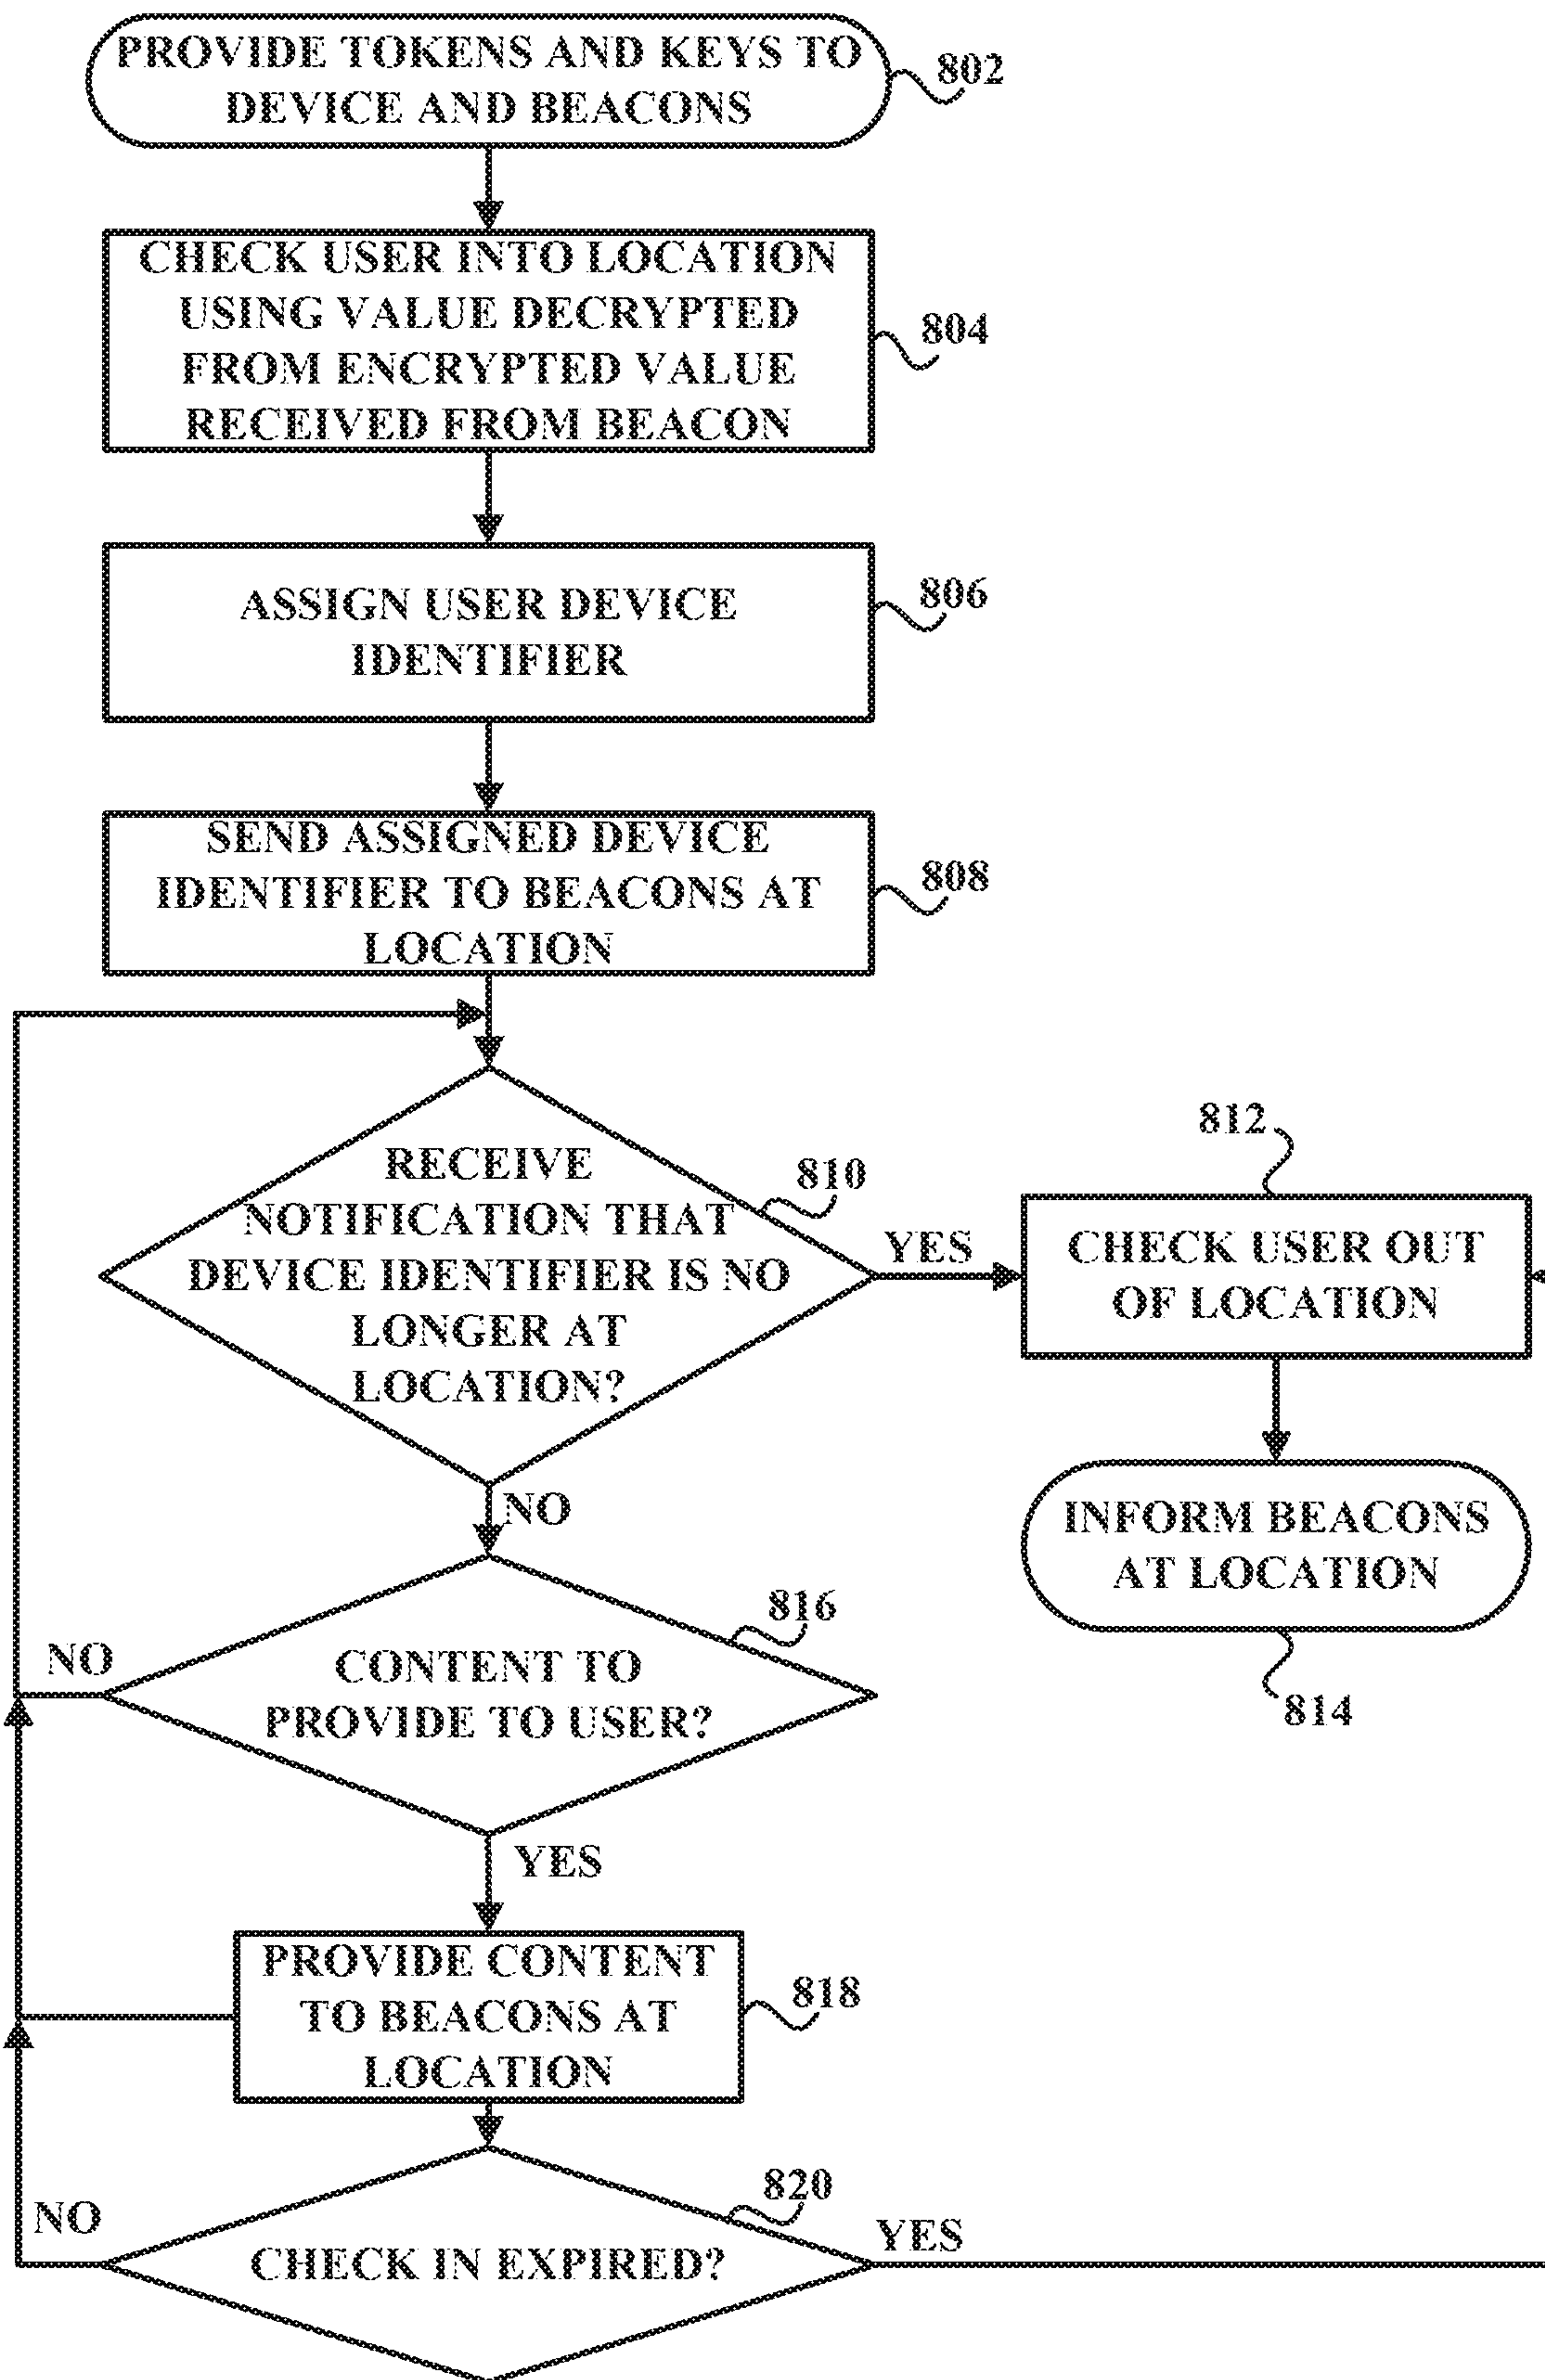 PROVIDE TOKENS AND KEYS TO
DEVICE AND BEACONS
802
CHECK USER INTO LOCATION
USING VALUE DECRYPTED
FROM ENCRYPTED VALUE
RECEIVED FROM BEACON
804
ASSIGN USER DEVICE
IDENTIFIER
806
SEND ASSIGNED DEVICE
IDENTIFIER TO BEACONS AT
LOCATION
808
RECEIVE
NOTIFICATION THAT
DEVICE IDENTIFIER IS NO
LONGER AT
LOCATION?
810
YES
812
CHECK USER OUT
OF LOCATION
NO
INFORM BEACONS
AT LOCATION
814
816
CONTENT TO
PROVIDE TO USER?
NO
YES
PROVIDE CONTENT
TO BEACONS AT
LOCATION
818
820
CHECK IN EXPIRED?
NO
YES